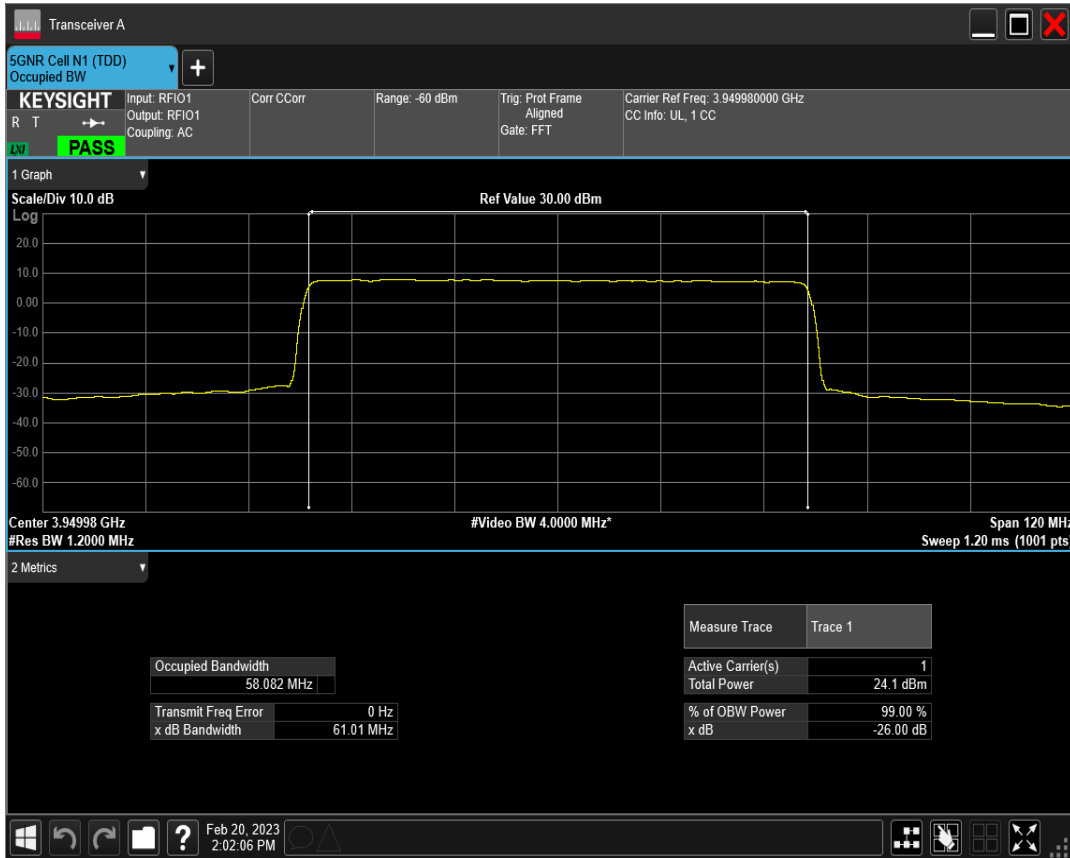 Transceiver A
5GNR Cell N1 (TDD)
Occupied BW
+
KEYSIGHT
R T
LXI
PASS
Input: RFIO1
Output: RFIO1
Coupling: AC
Corr CCorr
Range: -60 dBm
Trig: Prot Frame
Aligned
Gate: FFT
Carrier Ref Freq: 3.949980000 GHz
CC Info: UL, 1 CC
1 Graph
Scale/Div 10.0 dB
Ref Value 30.00 dBm
Log
20.0
10.0
0.00
-10.0
-20.0
-30.0
-40.0
-50.0
-60.0
Center 3.94998 GHz
#Video BW 4.0000 MHz*
Span 120 MHz
#Res BW 1.2000 MHz
Sweep 1.20 ms (1001 pts)
2 Metrics
Measure Trace Trace 1
Occupied Bandwidth
58.082 MHz
Active Carrier(s) 1
Total Power 24.1 dBm
Transmit Freq Error 0 Hz
x dB Bandwidth 61.01 MHz
% of OBW Power 99.00 %
x dB -26.00 dB
?
Feb 20, 2023
2:02:06 PM